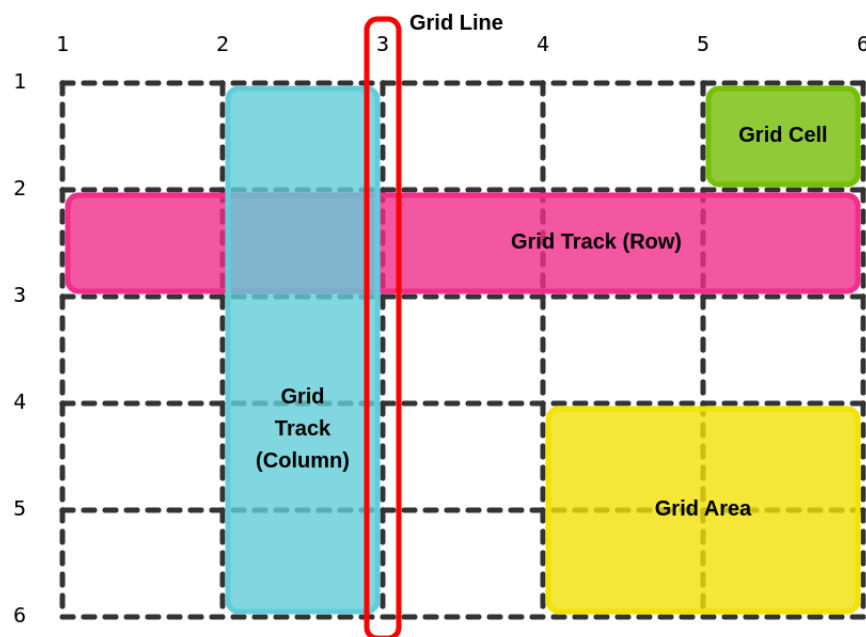 Grid Line
1 2 3 4 5 6
1
Grid Cell
2
Grid Track (Row)
3
4
Grid
Track
(Column)
5
Grid Area
6